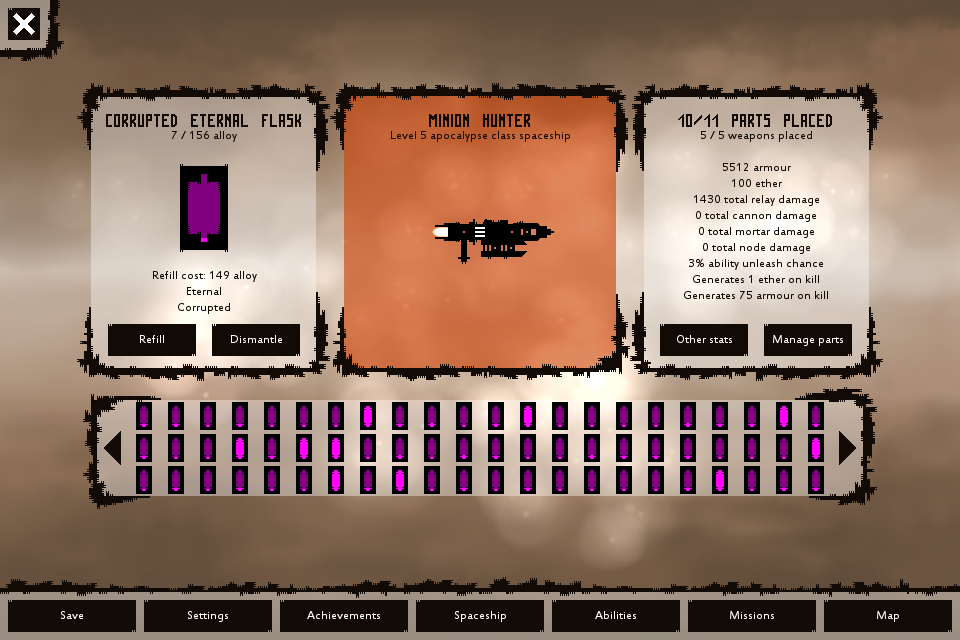 CORRUPTED ETERNAL FLASK
7 / 156 alloy
Refill cost: 149 alloy
Eternal
Corrupted
Refill
Dismantle
MINION HUNTER
Level 5 apocalypse class spaceship
10/11 PARTS PLACED
5 / 5 weapons placed
5512 armour
100 ether
1430 total relay damage
0 total cannon damage
0 total mortar damage
0 total node damage
3% ability unleash chance
Generates 1 ether on kill
Generates 75 armour on kill
Other stats
Manage parts
Save
Settings
Achievements
Spaceship
Abilities
Missions
Map